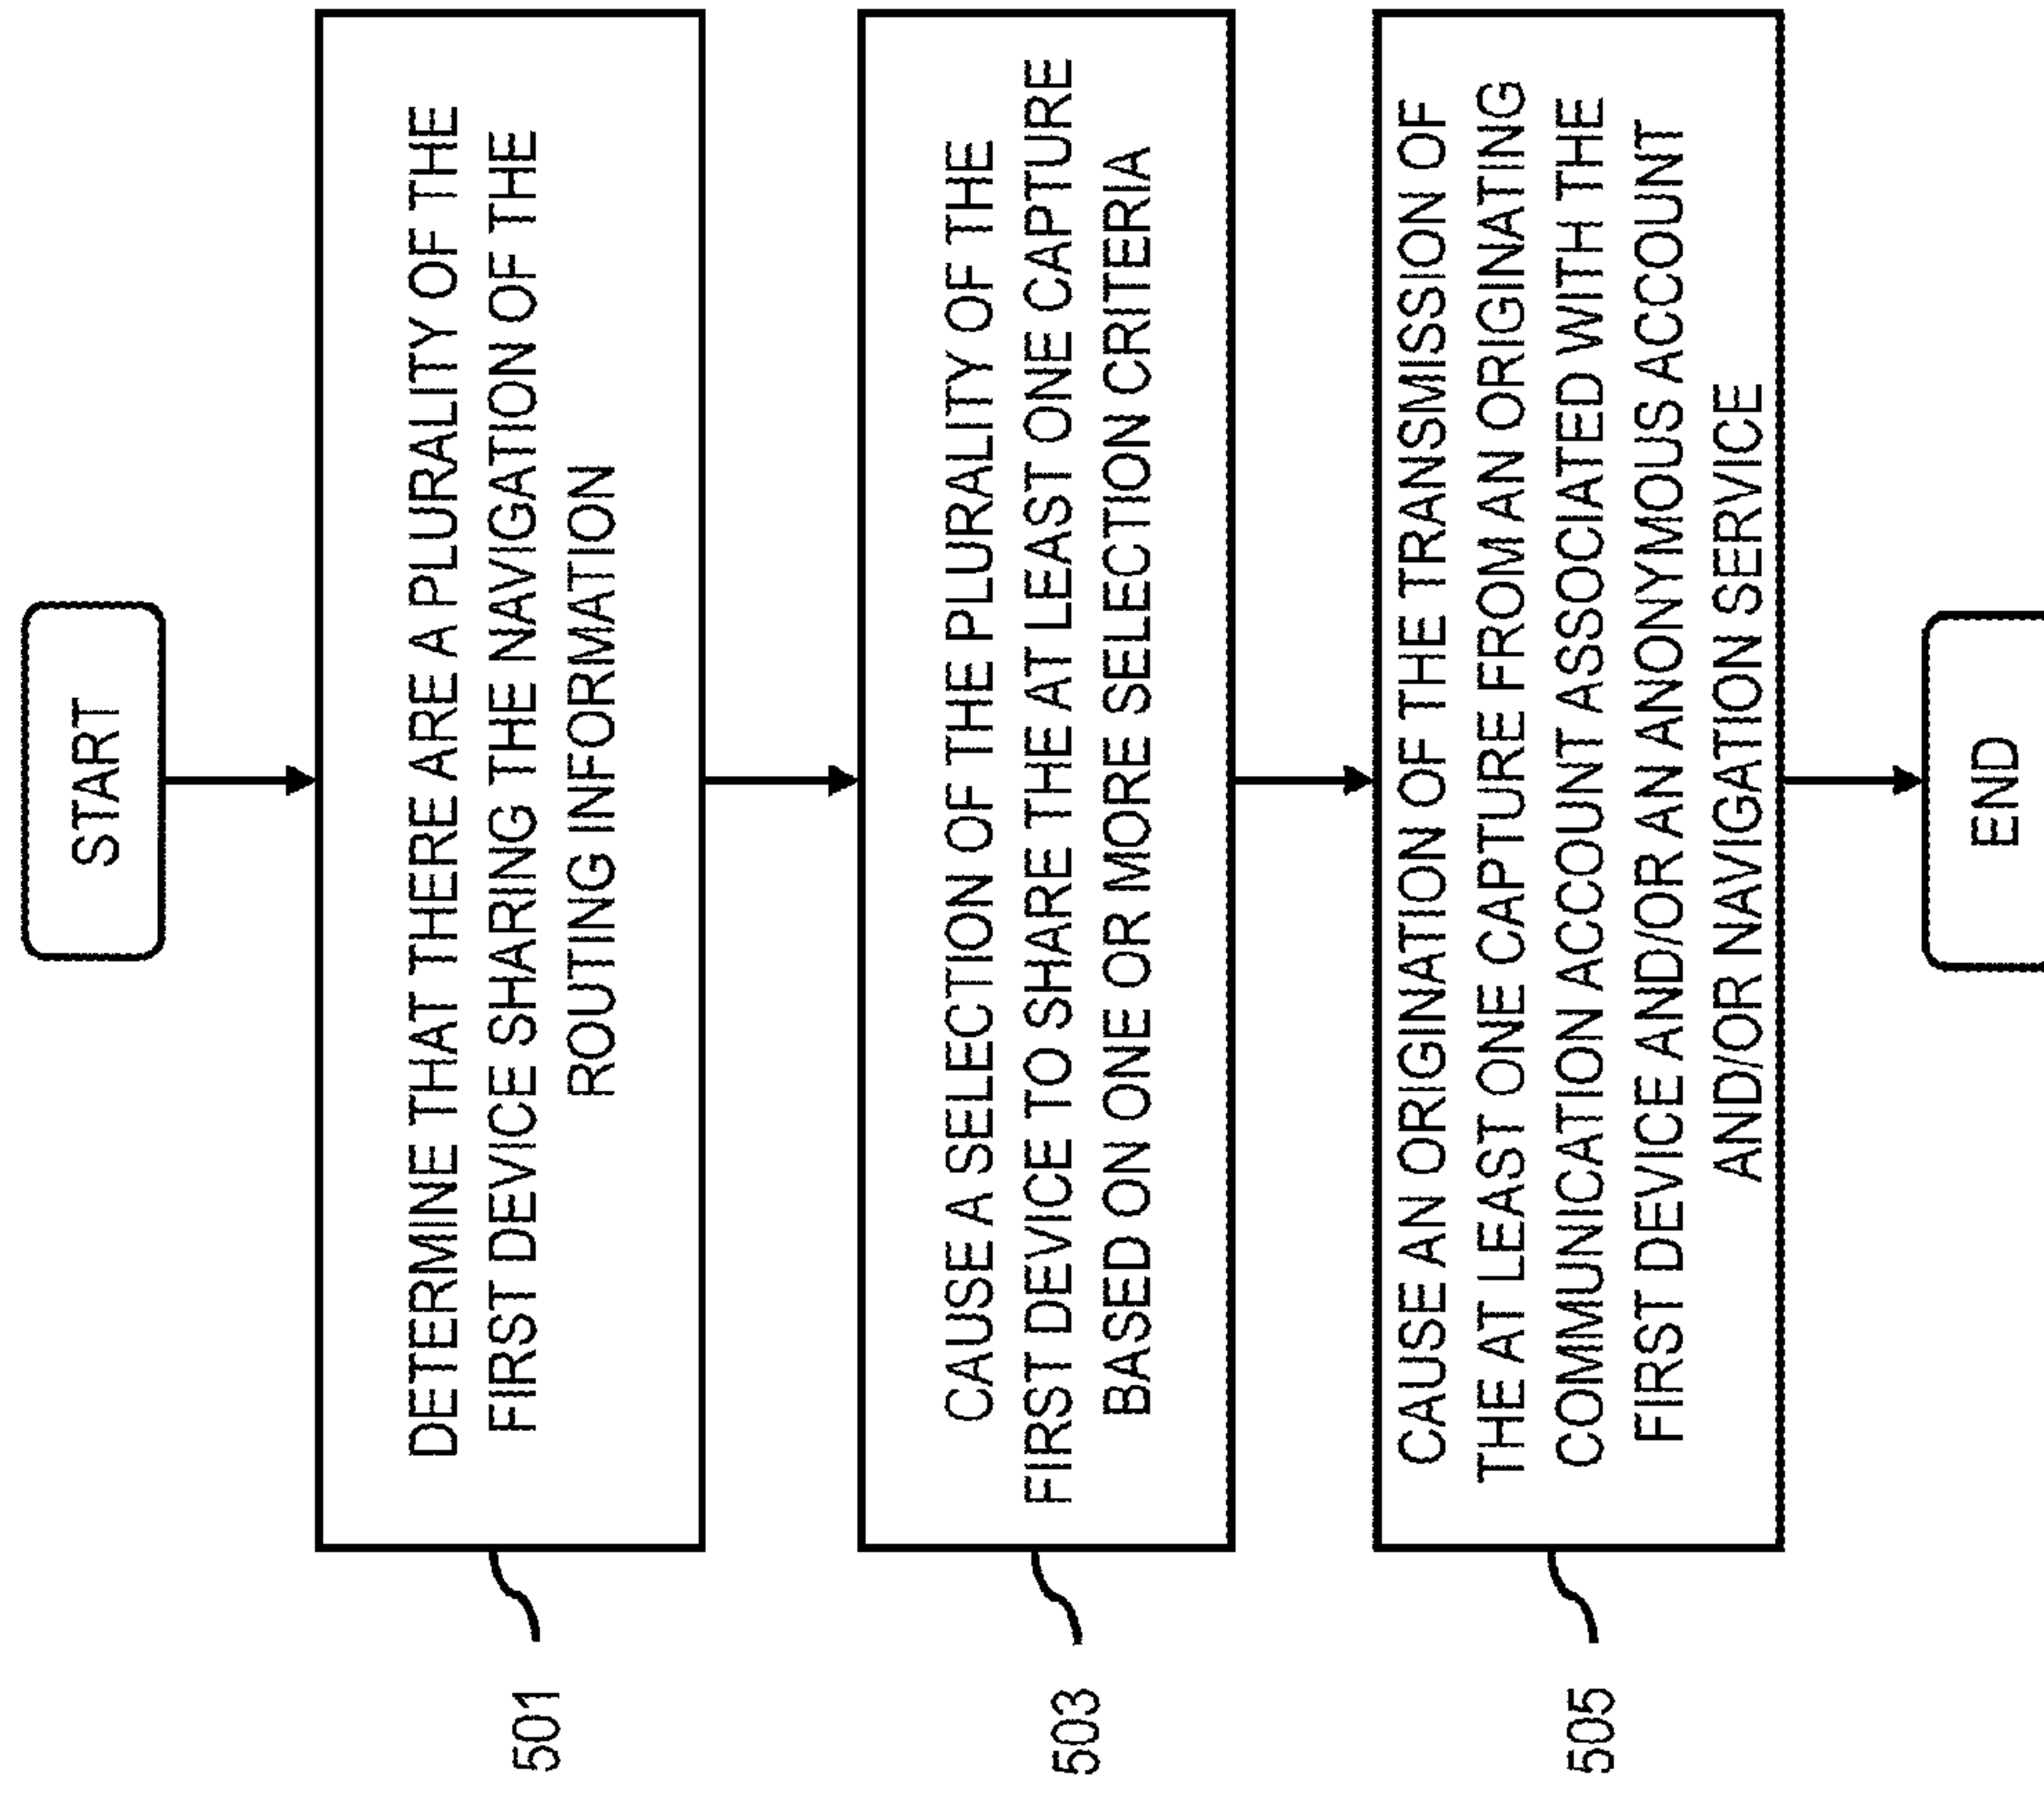 START
DETERMINE THAT THERE ARE A PLURALITY OF THE
FIRST DEVICE SHARING THE NAVIGATION OF THE
ROUTING INFORMATION
501
CAUSE A SELECTION OF THE PLURALITY OF THE
FIRST DEVICE TO SHARE THE AT LEAST ONE CAPTURE
BASED ON ONE OR MORE SELECTION CRITERIA
503
CAUSE AN ORIGINATION OF THE TRANSMISSION OF
THE AT LEAST ONE CAPTURE FROM AN ORIGINATING
COMMUNICATION ACCOUNT ASSOCIATED WITH THE
FIRST DEVICE AND/OR AN ANONYMOUS ACCOUNT
AND/OR NAVIGATION SERVICE
505
END